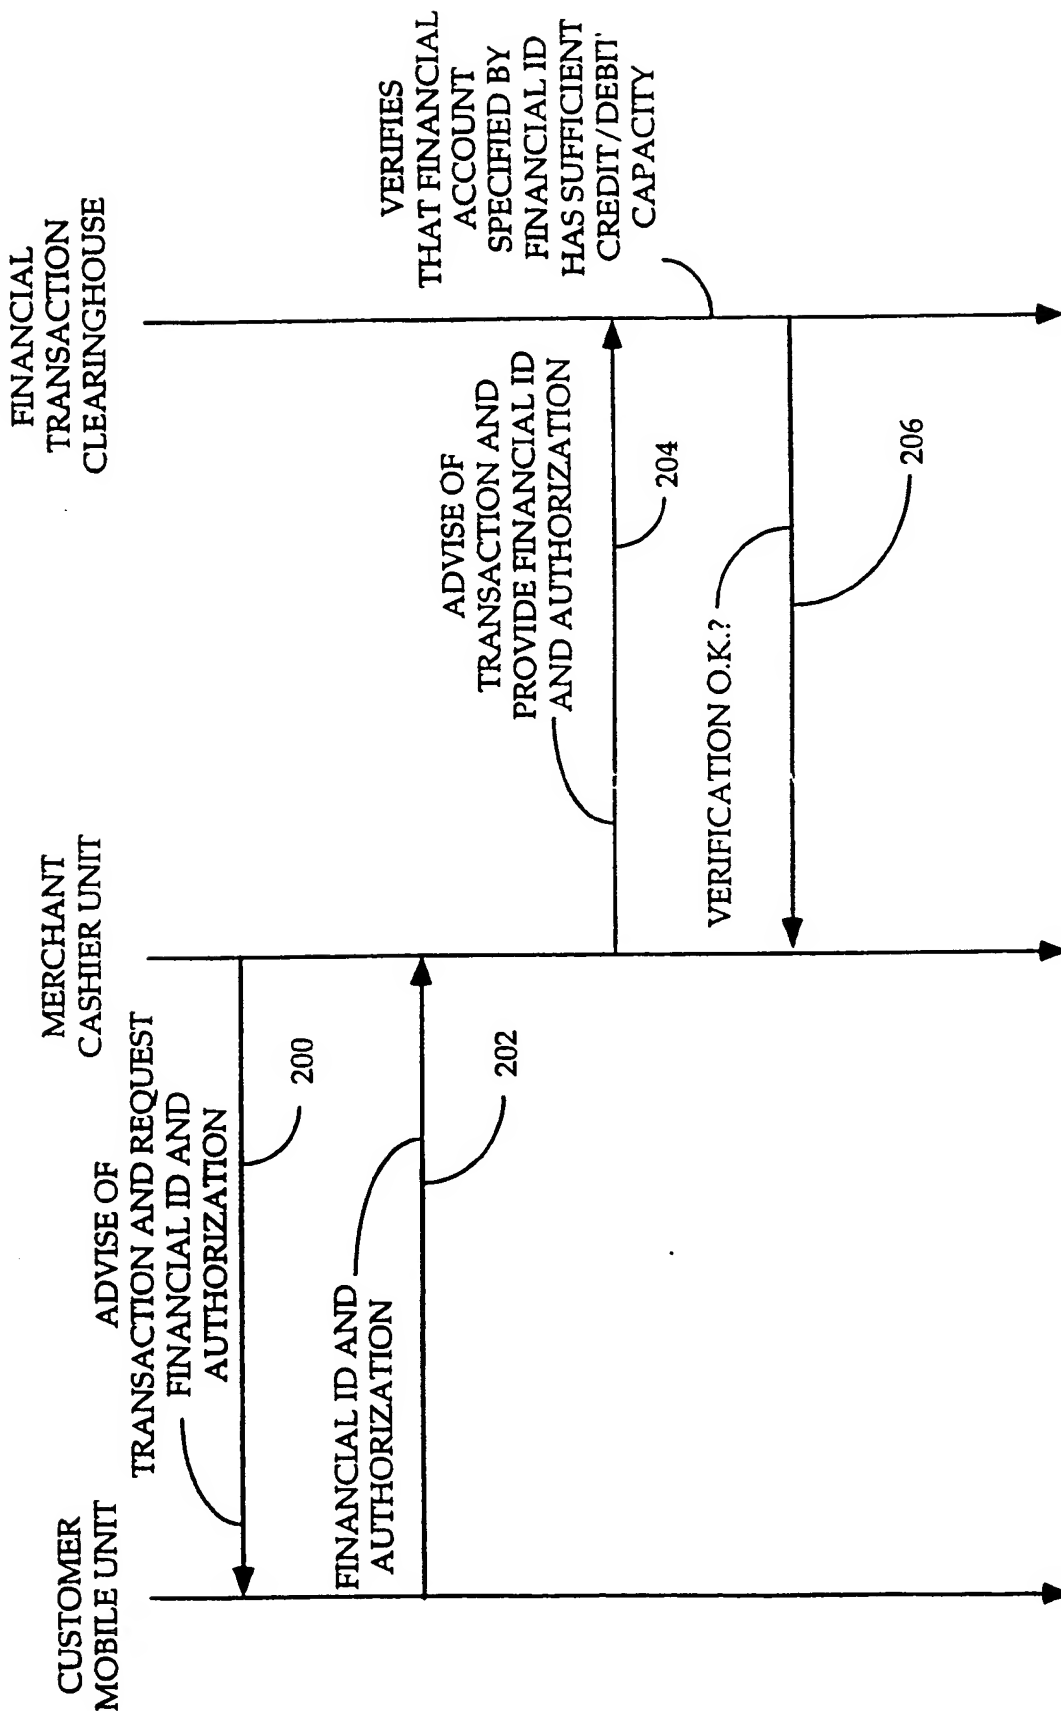 CUSTOMER
MOBILE UNIT
ADVISE OF
TRANSACTION AND REQUEST
FINANCIAL ID AND
AUTHORIZATION
200
FINANCIAL ID AND
AUTHORIZATION
202
MERCHANT
CASHIER UNIT
ADVISE OF
TRANSACTION AND
PROVIDE FINANCIAL ID
AND AUTHORIZATION
204
VERIFICATION O.K.?
206
FINANCIAL
TRANSACTION
CLEARINGHOUSE
VERIFIES
THAT FINANCIAL
ACCOUNT
SPECIFIED BY
FINANCIAL ID
HAS SUFFICIENT
CREDIT/DEBIT
CAPACITY